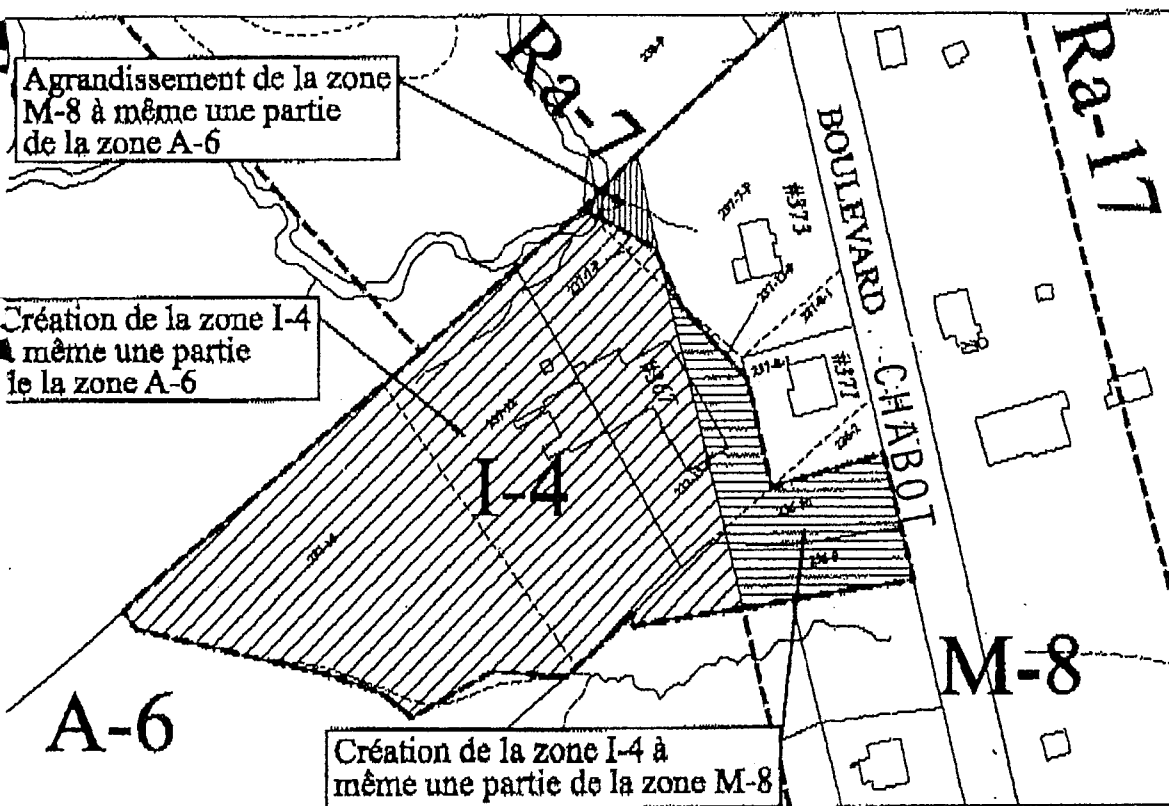 Agrandissement de la zone
M-8 à même une partie
de la zone A-6
Ra-7
Ra-17
BOULEVARD CHABOT
#373
#377
#367
Création de la zone I-4
à même une partie
de la zone A-6
I-4
A-6
M-8
Création de la zone I-4 à
même une partie de la zone M-8